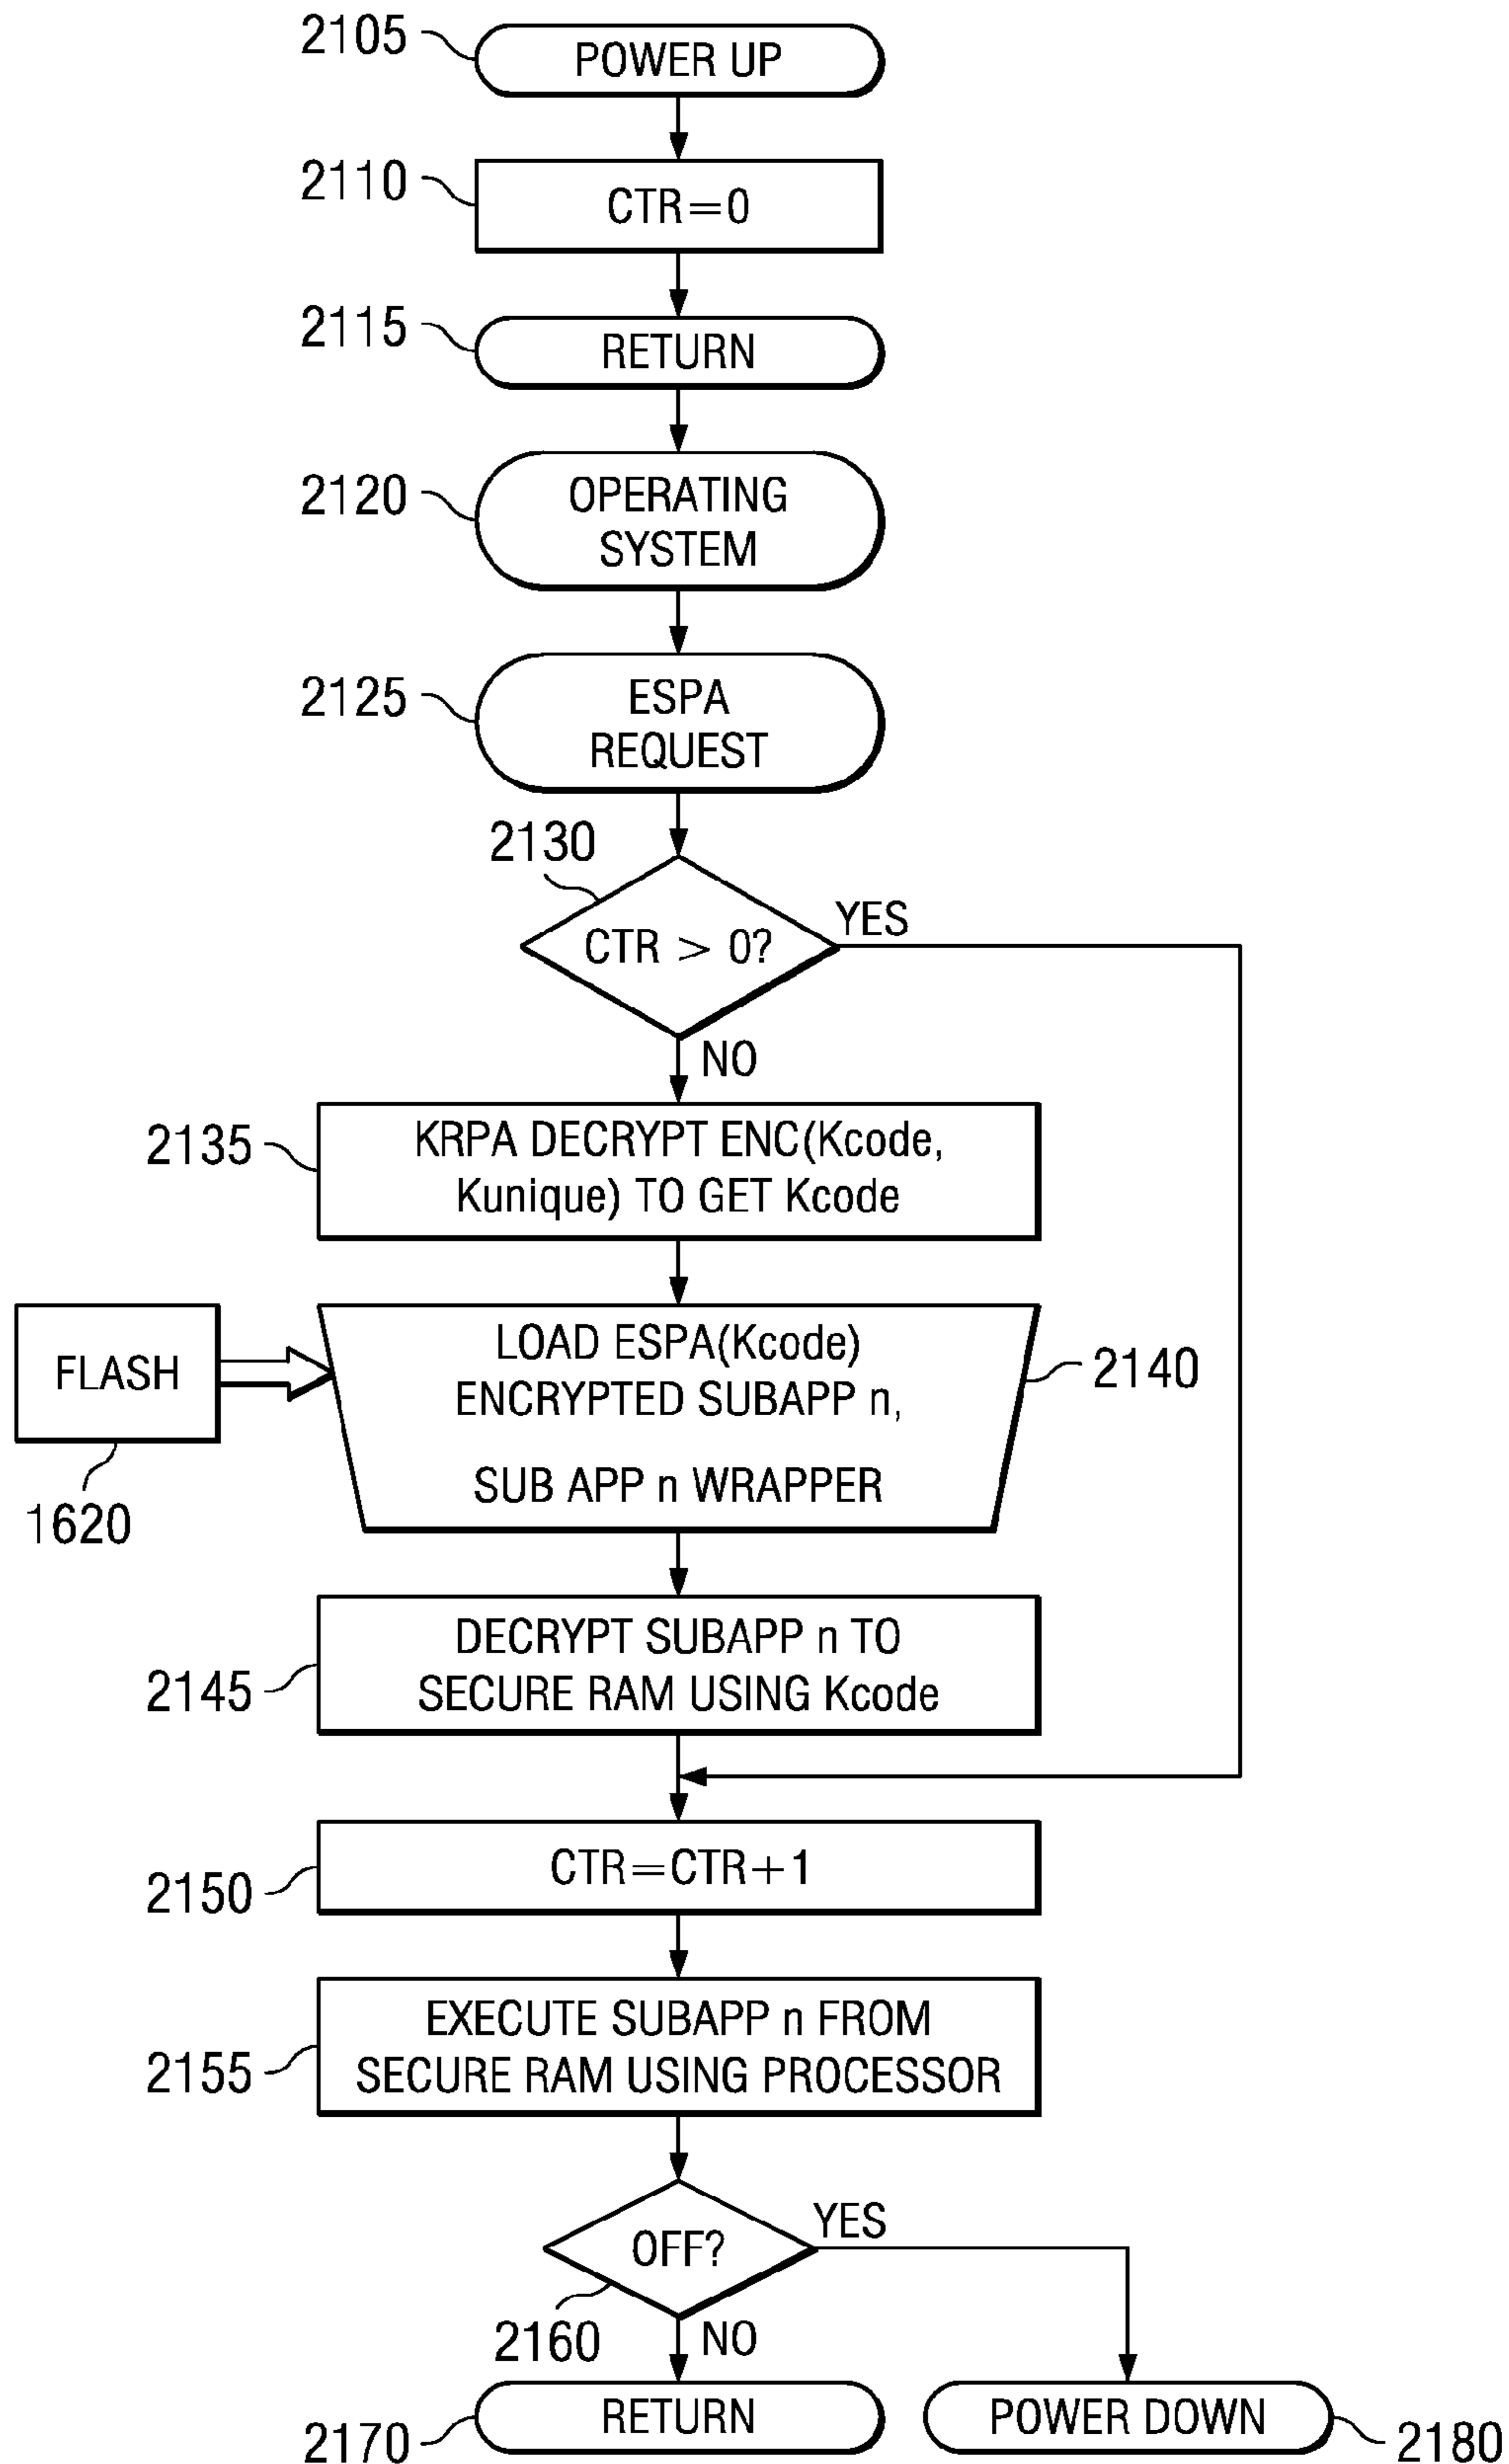 2105
POWER UP
2110
CTR=0
2115
RETURN
2120
OPERATING
SYSTEM
2125
ESPA
REQUEST
2130
CTR > 0?
YES
NO
2135
KRPA DECRYPT ENC(Kcode,
Kunique) TO GET Kcode
FLASH
1620
LOAD ESPA(Kcode)
ENCRYPTED SUBAPP n,
SUB APP n WRAPPER
2140
2145
DECRYPT SUBAPP n TO
SECURE RAM USING Kcode
2150
CTR=CTR+1
2155
EXECUTE SUBAPP n FROM
SECURE RAM USING PROCESSOR
OFF?
YES
2160
NO
2170
RETURN
POWER DOWN
2180